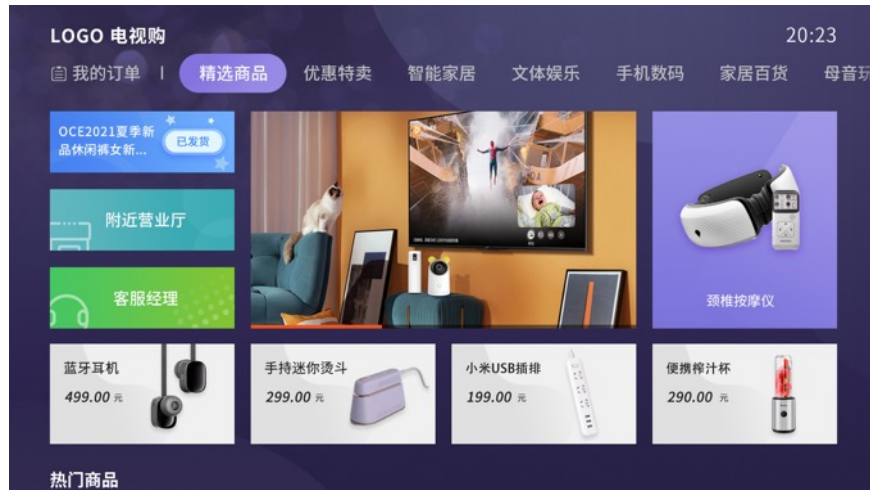 LOGO 电视购
20:23
我的订单
精选商品
优惠特卖
智能家居
文体娱乐
手机数码
家居百货
母音玩
OCE2021夏季新
品休闲裤女新...
已发货
附近营业厅
客服经理
颈椎按摩仪
蓝牙耳机
499.00 元
手持迷你烫斗
299.00 元
小米USB插排
199.00 元
便携榨汁杯
290.00 元
热门商品